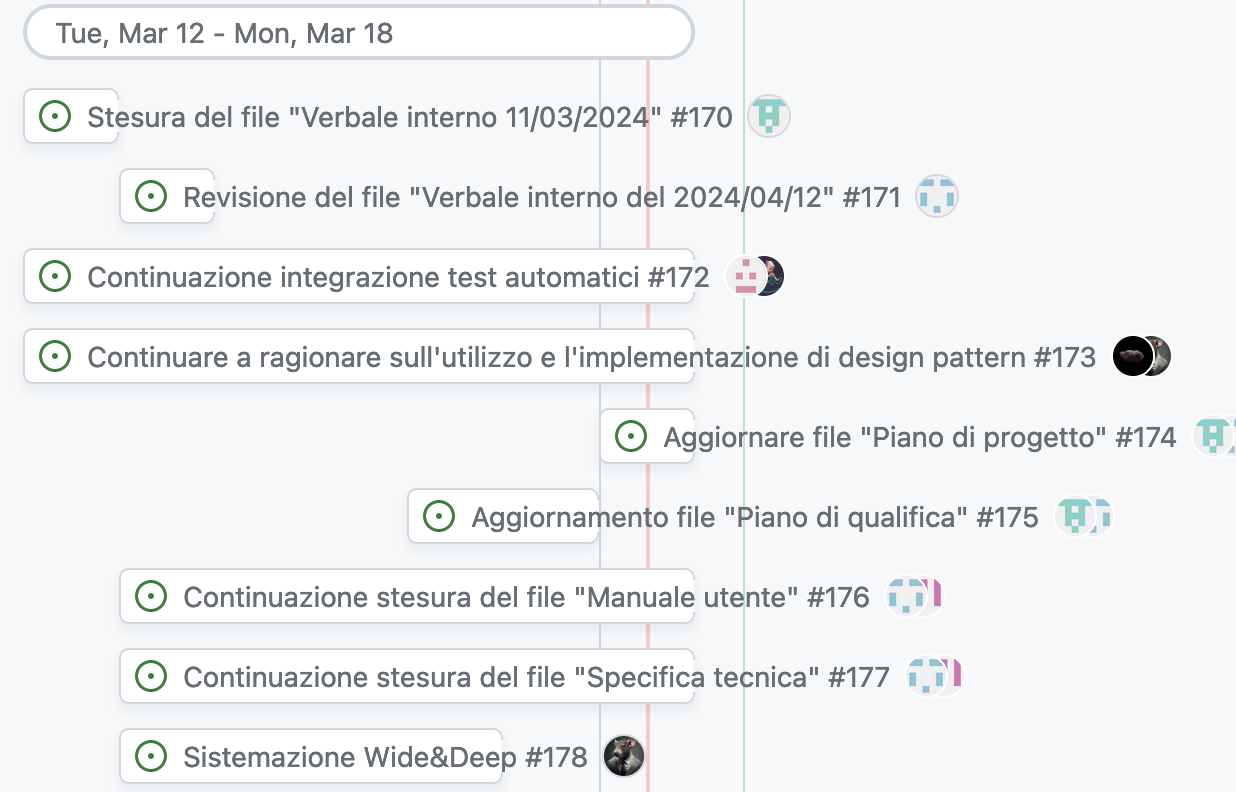 Tue, Mar 12 - Mon, Mar 18
Stesura del file "Verbale interno 11/03/2024" #170
Revisione del file "Verbale interno del 2024/04/12" #171
Continuazione integrazione test automatici #172
Continuare a ragionare sull'utilizzo e l'implementazione di design pattern #173
Aggiornare file "Piano di progetto" #174
Aggiornamento file "Piano di qualifica" #175
Continuazione stesura del file "Manuale utente" #176
Continuazione stesura del file "Specifica tecnica" #177
Sistemazione Wide&Deep #178